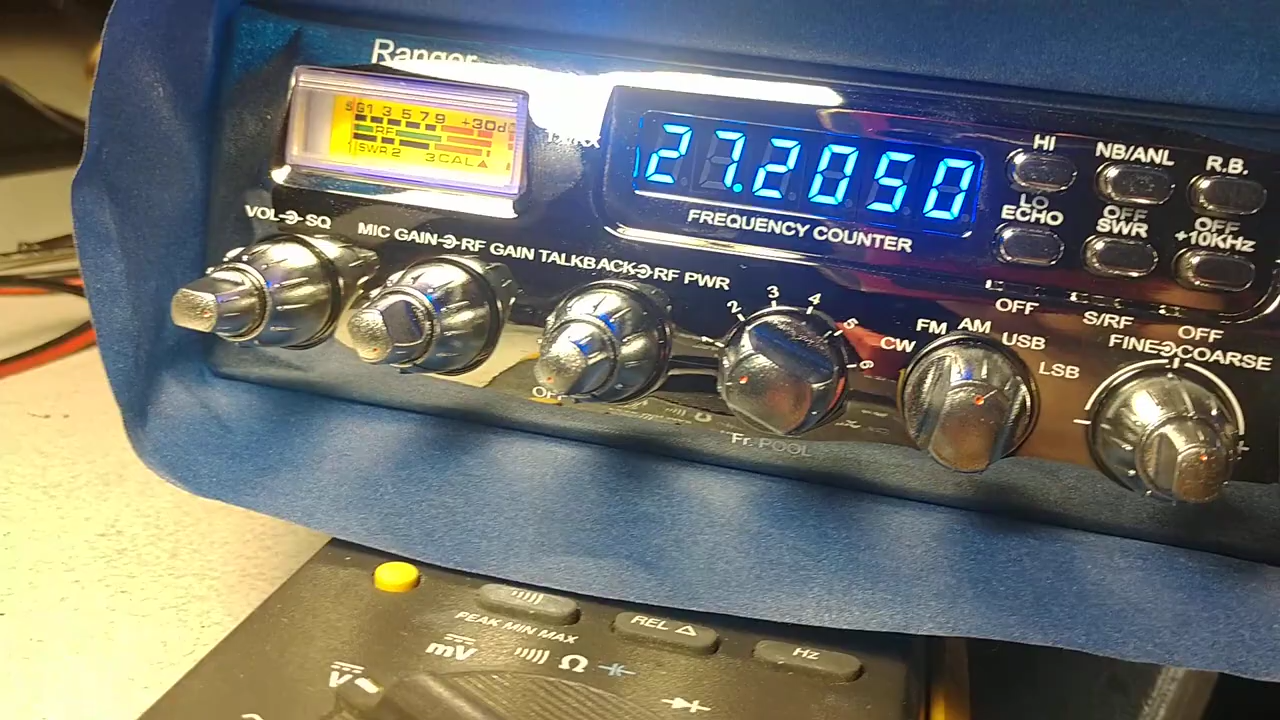 Ranger
SG1 3 5 7 9 +30d
RF
1 SWR 2 3 CAL △
27.2050
FREQUENCY COUNTER
HI
NB/ANL
R.B.
LO
ECHO
OFF
SWR
OFF
+10KHz
OFF
S/RF
OFF
VOL SQ
MIC GAIN RF GAIN
TALKBACK RF PWR
2 3 4 5 6
CW FM AM USB LSB
FINE COARSE
- +
Fr. POOL
PEAK MIN MAX
REL △
Hz
mV
Ω
V